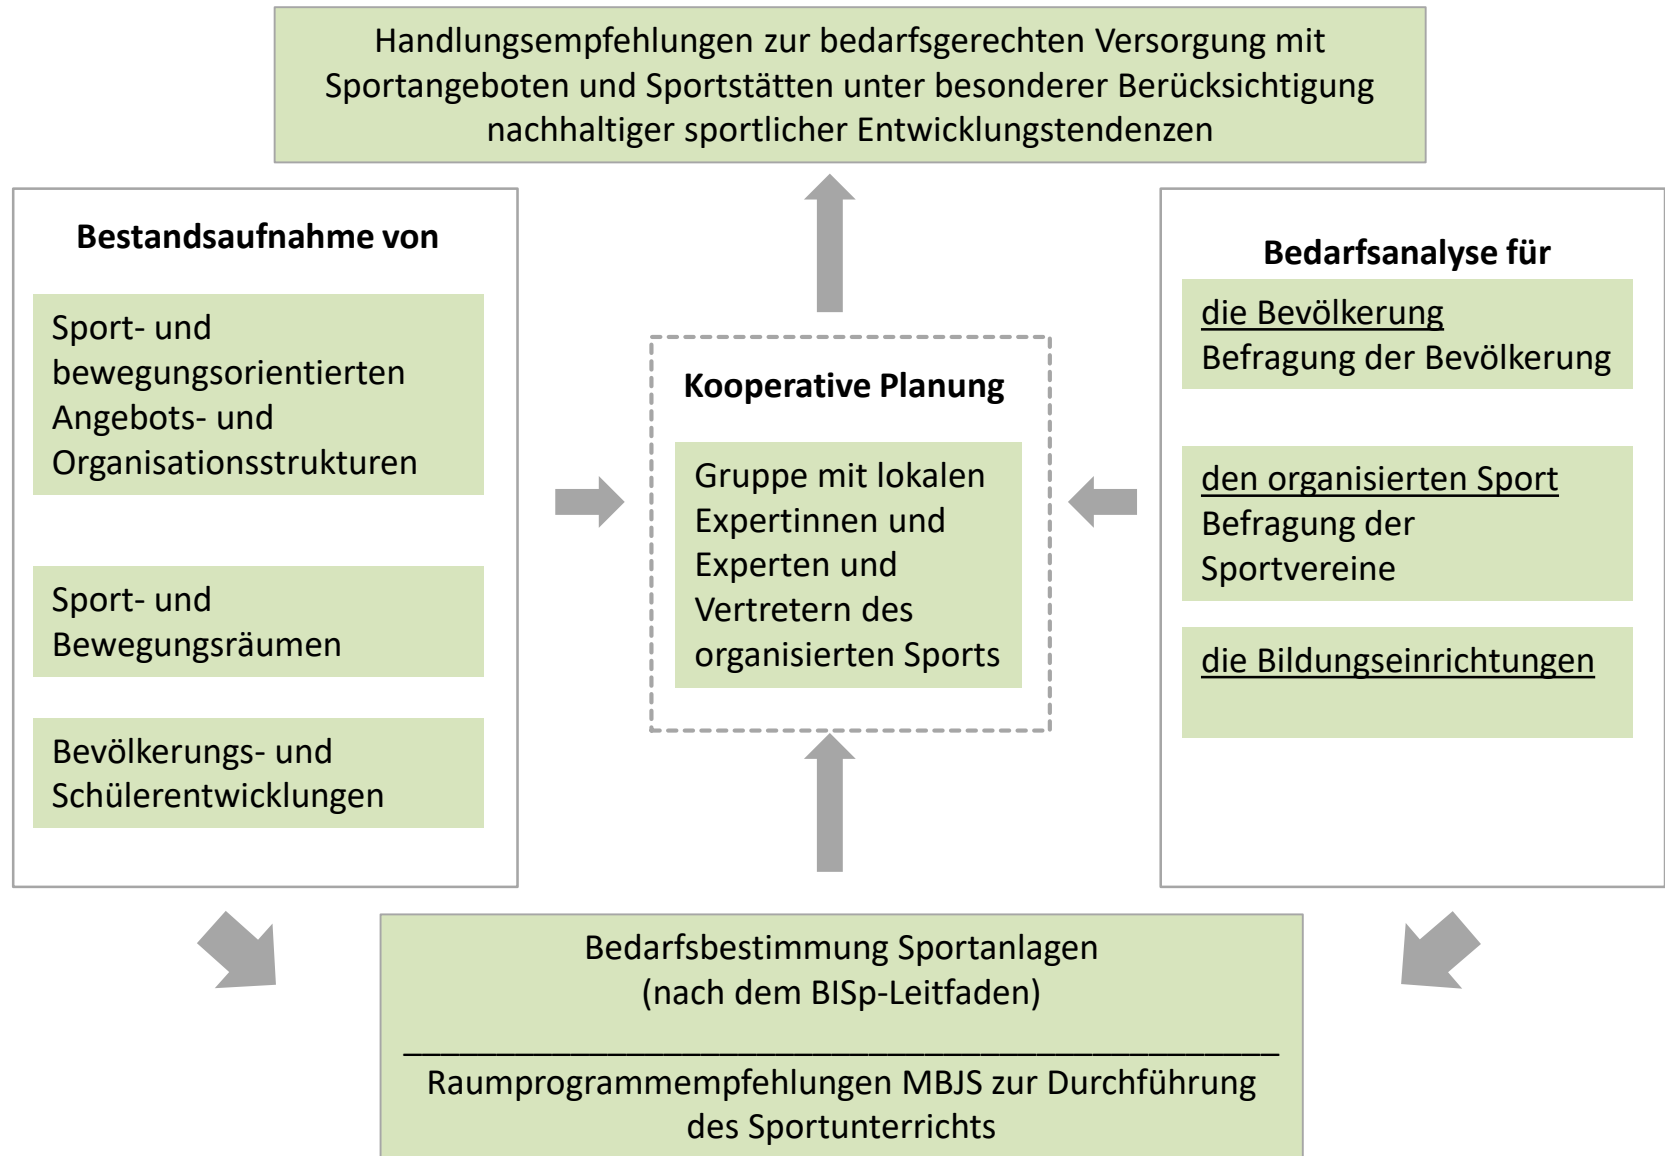 Handlungsempfehlungen zur bedarfsgerechten Versorgung mit
Sportangeboten und Sportstätten unter besonderer Berücksichtigung
nachhaltiger sportlicher Entwicklungstendenzen
Bestandsaufnahme von
Sport- und
bewegungsorientierten
Angebots- und
Organisationsstrukturen
Sport- und
Bewegungsräumen
Bevölkerungs- und
Schülerentwicklungen
Kooperative Planung
Gruppe mit lokalen
Expertinnen und
Experten und
Vertretern des
organisierten Sports
Bedarfsanalyse für
die Bevölkerung
Befragung der Bevölkerung
den organisierten Sport
Befragung der
Sportvereine
die Bildungseinrichtungen
Bedarfsbestimmung Sportanlagen
(nach dem BISp-Leitfaden)
Raumprogrammempfehlungen MBJS zur Durchführung
des Sportunterrichts